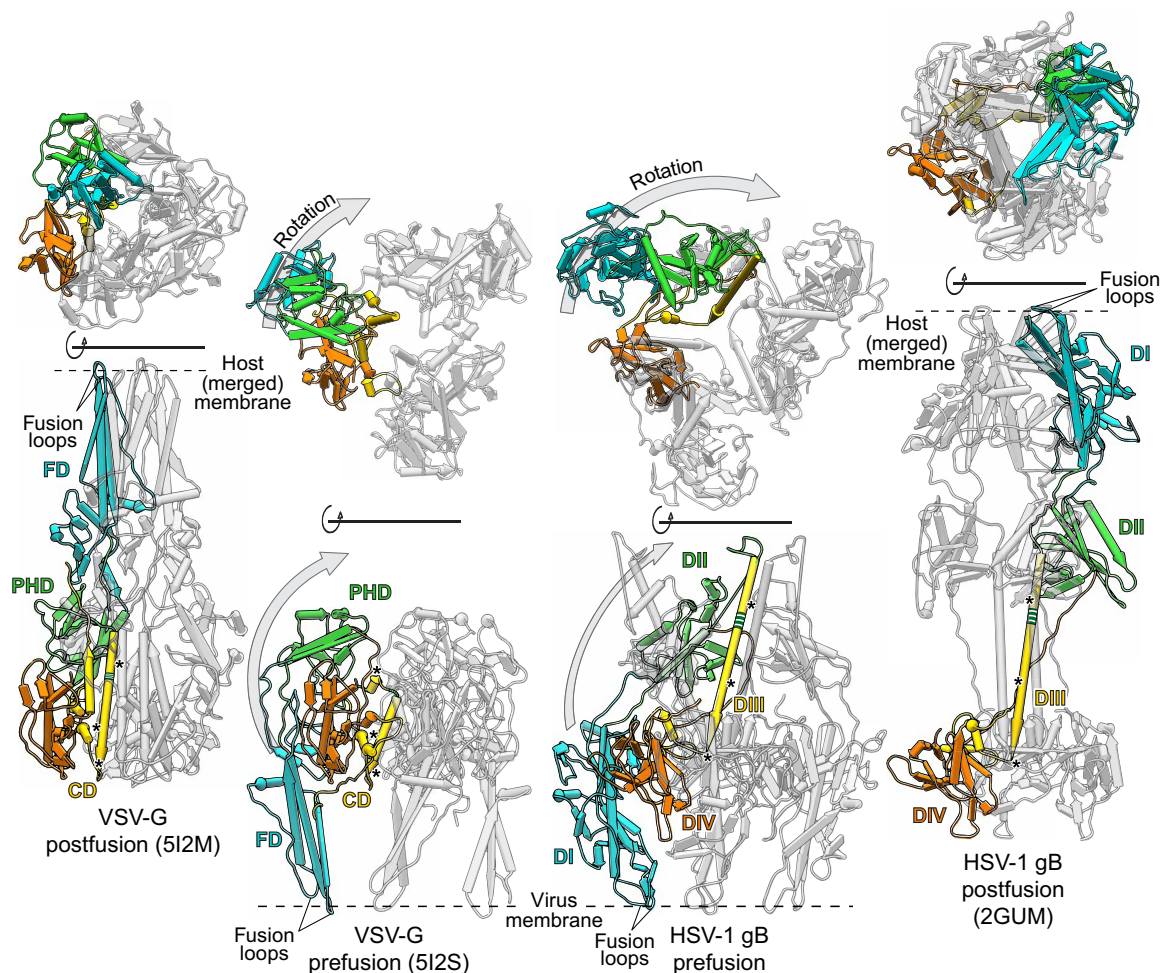 Rotation
Rotation
Fusion
loops
Host
(merged)
membrane
DI
Host
(merged)
membrane
Fusion
loops
FD
PHD
CD
VSV-G
postfusion (5I2M)
PHD
CD
FD
Fusion
loops
VSV-G
prefusion (5I2S)
Virus
membrane
DII
DIII
DIV
DI
Fusion
loops
HSV-1 gB
prefusion
DII
DIII
DIV
HSV-1 gB
postfusion
(2GUM)
* 
*
*
*
*
*
*
*
*
*
*
*